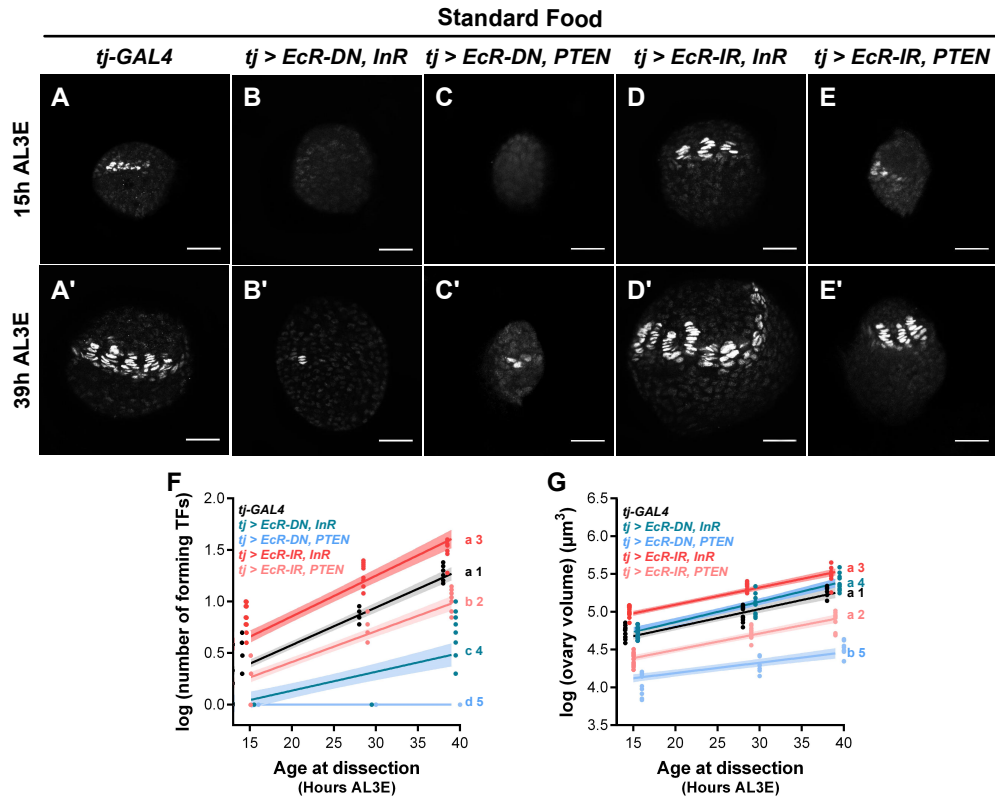 Standard Food
tj-GAL4
tj > EcR-DN, InR
tj > EcR-DN, PTEN
tj > EcR-IR, InR
tj > EcR-IR, PTEN
15h AL3E
A
B
C
D
E
39h AL3E
A'
B'
C'
D'
E'
F
log (number of forming TFs)
2.0
1.5
1.0
0.5
0.0
tj-GAL4
tj > EcR-DN, InR
tj > EcR-DN, PTEN
tj > EcR-IR, InR
tj > EcR-IR, PTEN
a 3
a 1
b 2
c 4
d 5
15 20 25 30 35 40
Age at dissection
(Hours AL3E)
G
log (ovary volume) (µm³)
6.5
6.0
5.5
5.0
4.5
4.0
3.5
tj-GAL4
tj > EcR-DN, InR
tj > EcR-DN, PTEN
tj > EcR-IR, InR
tj > EcR-IR, PTEN
a 3
a 4
a 1
a 2
b 5
15 20 25 30 35 40
Age at dissection
(Hours AL3E)